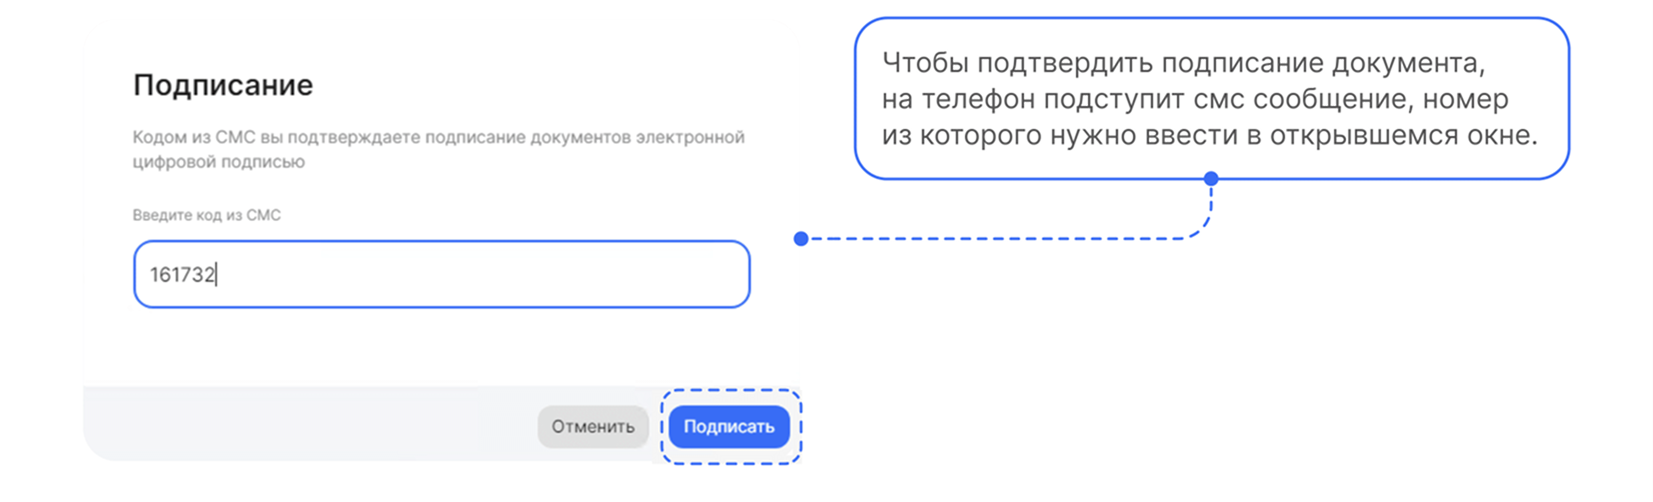 Подписание
Кодом из СМС вы подтверждаете подписание документов электронной
цифровой подписью
Введите код из СМС
161732
Отменить
Подписать
Чтобы подтвердить подписание документа,
на телефон подступит смс сообщение, номер
из которого нужно ввести в открывшемся окне.